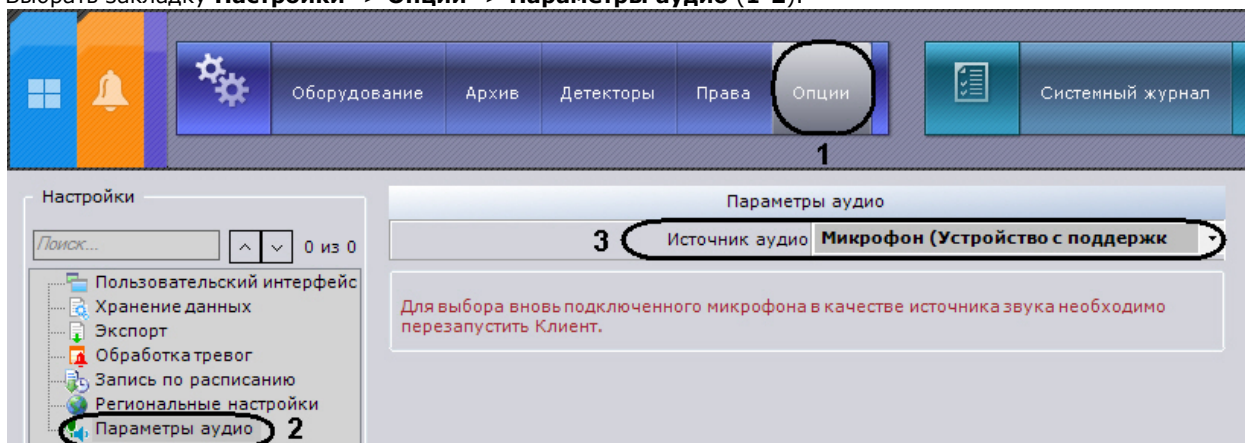 Выбрать закладку Настройки -> Опции -> Параметры аудио (1-2).
Оборудование Архив Детекторы Права Опции Системный журнал
1
Настройки
Поиск... 0 из 0
Пользовательский интерфейс
Хранение данных
Экспорт
Обработка тревог
Запись по расписанию
Региональные настройки
Параметры аудио 2
Параметры аудио
3 Источник аудио Микрофон (Устройство с поддержк
Для выбора вновь подключенного микрофона в качестве источника звука необходимо
перезапустить Клиент.